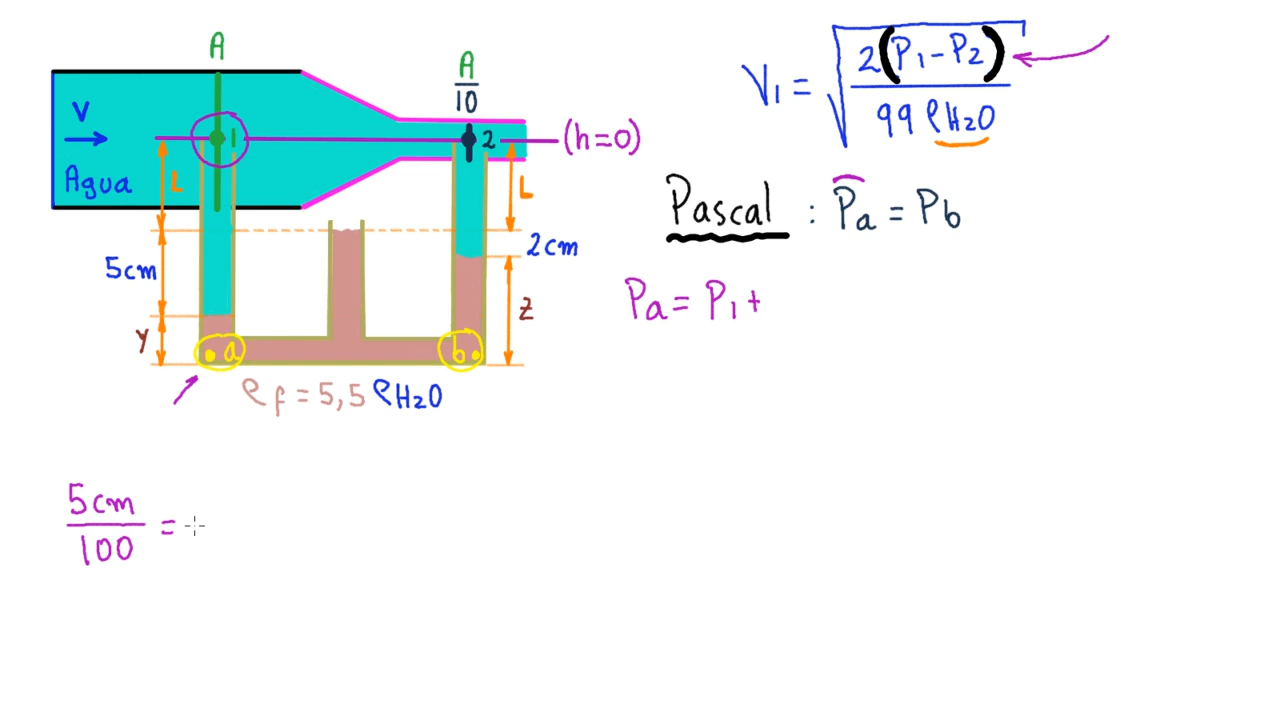 A
A/10
V
1
2
(h=0)
Agua
L
L
5cm
2cm
y
z
a
b
ρf = 5,5 ρH₂O
5cm/100 =
V₁ = √(2(P₁-P₂)/99 ρH₂O)
Pascal : Pa = Pb
Pa = P₁ +